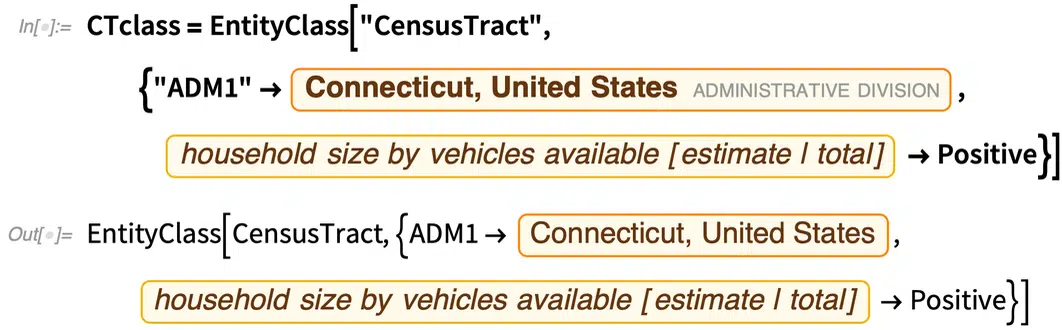 In[•]:= CTclass = EntityClass["CensusTract",
{"ADM1" → Connecticut, United States ADMINISTRATIVE DIVISION ,
household size by vehicles available [estimate | total] → Positive}]
Out[•]= EntityClass[CensusTract, {ADM1 → Connecticut, United States ,
household size by vehicles available [estimate | total] → Positive}]